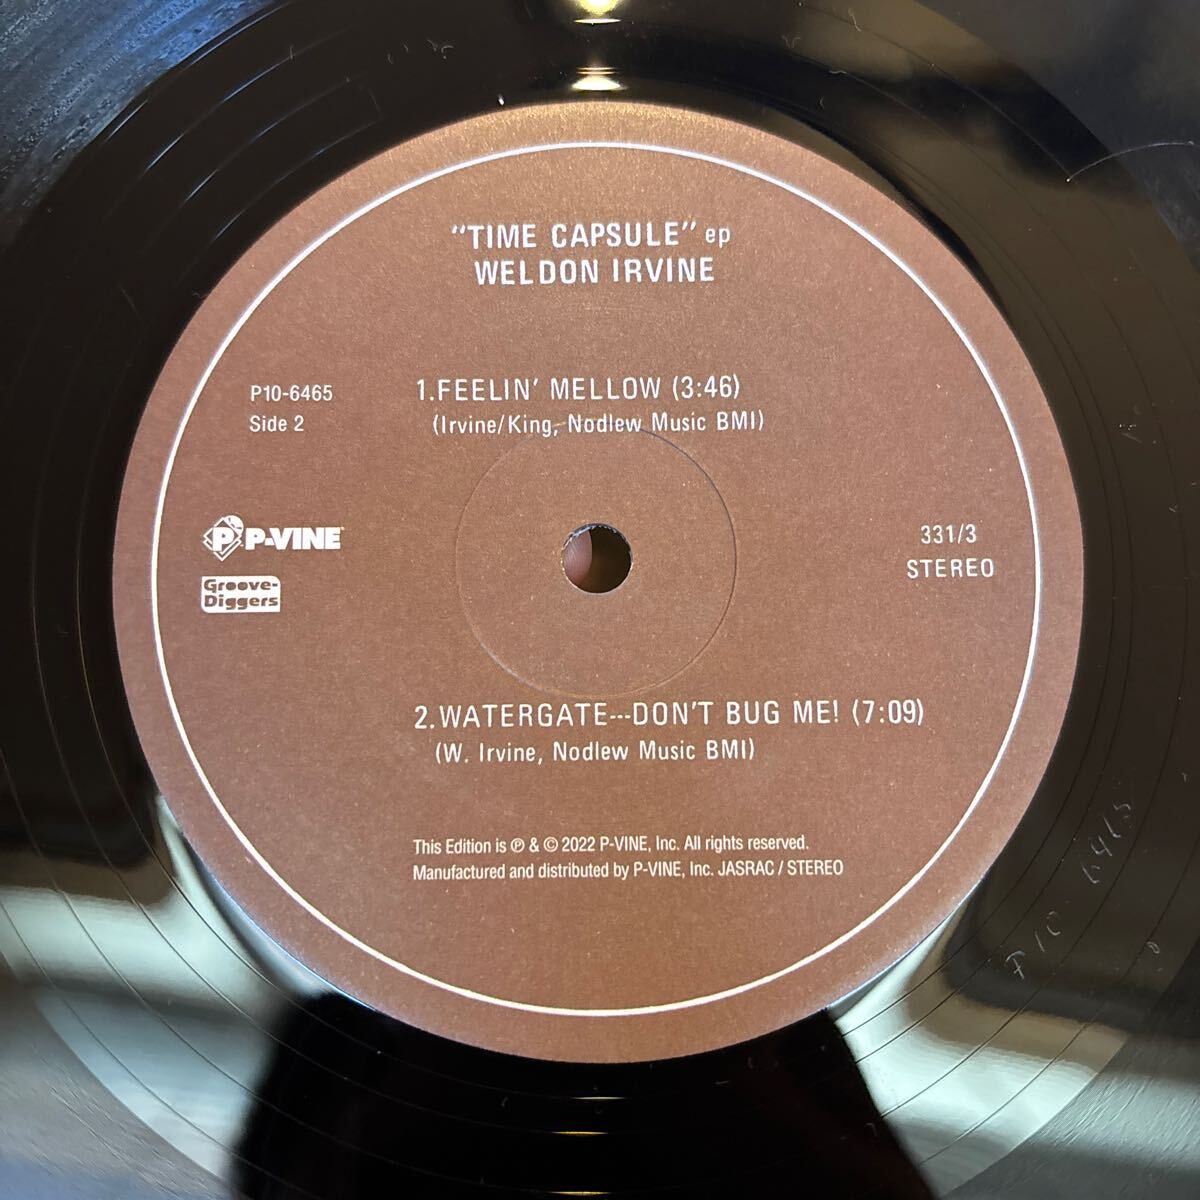 "TIME CAPSULE" ep
WELDON IRVINE
P10-6465
Side 2
1.FEELIN' MELLOW (3:46)
(Irvine/King, Nodlew Music BMI)
P P-VINE
Groove-
Diggers
331/3
STEREO
2.WATERGATE---DON'T BUG ME! (7:09)
(W. Irvine, Nodlew Music BMI)
This Edition is ℗ & © 2022 P-VINE, Inc. All rights reserved.
Manufactured and distributed by P-VINE, Inc. JASRAC / STEREO
P10-6465